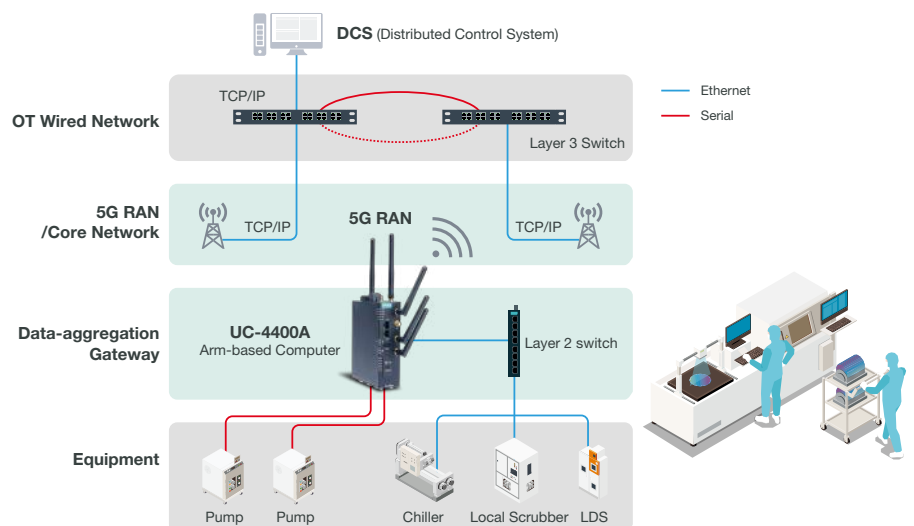 DCS (Distributed Control System)
TCP/IP
OT Wired Network
Layer 3 Switch
Ethernet
Serial
5G RAN
/Core Network
5G RAN
TCP/IP
TCP/IP
Data-aggregation
Gateway
UC-4400A
Arm-based Computer
Layer 2 switch
Equipment
Pump
Pump
Chiller
Local Scrubber
LDS